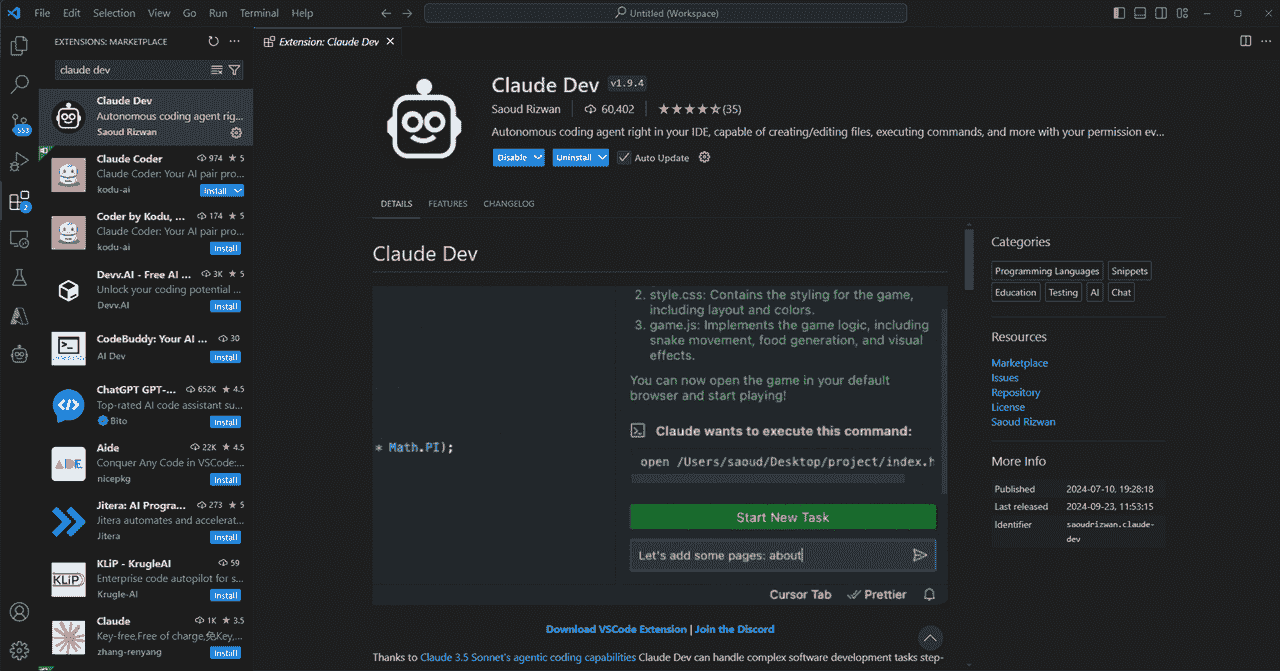 File Edit Selection View Go Run Terminal Help
Untitled (Workspace)
EXTENSIONS: MARKETPLACE
claude dev
553
2
Claude Dev
Autonomous coding agent rig...
Saoud Rizwan
Claude Coder 974 5
Claude Coder: Your AI pair pro...
kodu-ai Install
Coder by Kodu, ... 174 5
Claude Coder: Your AI pair pro...
kodu-ai Install
Devv.AI - Free AI ... 3K 5
Unlock your coding potential ...
Devv.AI Install
CodeBuddy: Your AI ... 30
AI Dev Install
ChatGPT GPT-... 652K 4.5
Top-rated AI code assistant su...
Bito Install
Aide 22K 4.5
Conquer Any Code in VSCode:...
nicepkg Install
AIDE
Jitera: AI Progra... 273 5
Jitera automates and accelerat...
Jitera Install
KLiP - KrugleAI 59
Enterprise code autopilot for s...
Krugle-AI Install
KLiP
Claude 1K 3.5
Key-free,Free of charge,免Key,...
zhang-renyang Install
Extension: Claude Dev
Claude Dev v1.9.4
Saoud Rizwan 60,402 (35)
Autonomous coding agent right in your IDE, capable of creating/editing files, executing commands, and more with your permission ev...
Disable Uninstall Auto Update
DETAILS FEATURES CHANGELOG
Claude Dev
* Math.PI);
2. style.css: Contains the styling for the game,
including layout and colors.
3. game.js: Implements the game logic, including
snake movement, food generation, and visual
effects.
You can now open the game in your default
browser and start playing!
Claude wants to execute this command:
open /Users/saoud/Desktop/project/index.h
Start New Task
Let's add some pages: about
Cursor Tab Prettier
Download VSCode Extension | Join the Discord
Thanks to Claude 3.5 Sonnet's agentic coding capabilities Claude Dev can handle complex software development tasks step-
Categories
Programming Languages Snippets
Education Testing AI Chat
Resources
Marketplace
Issues
Repository
License
Saoud Rizwan
More Info
Published 2024-07-10, 19:28:18
Last released 2024-09-23, 11:53:15
Identifier saoudrizwan.claude-
dev